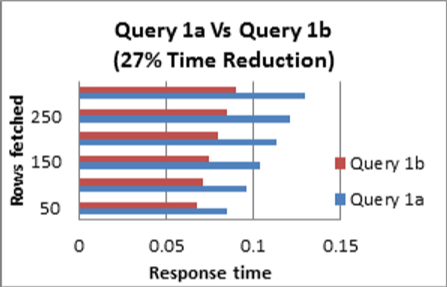 Query 1a Vs Query 1b
(27% Time Reduction)
Rows fetched
250
150
50
Query 1b
Query 1a
0 0.05 0.1 0.15
Response time